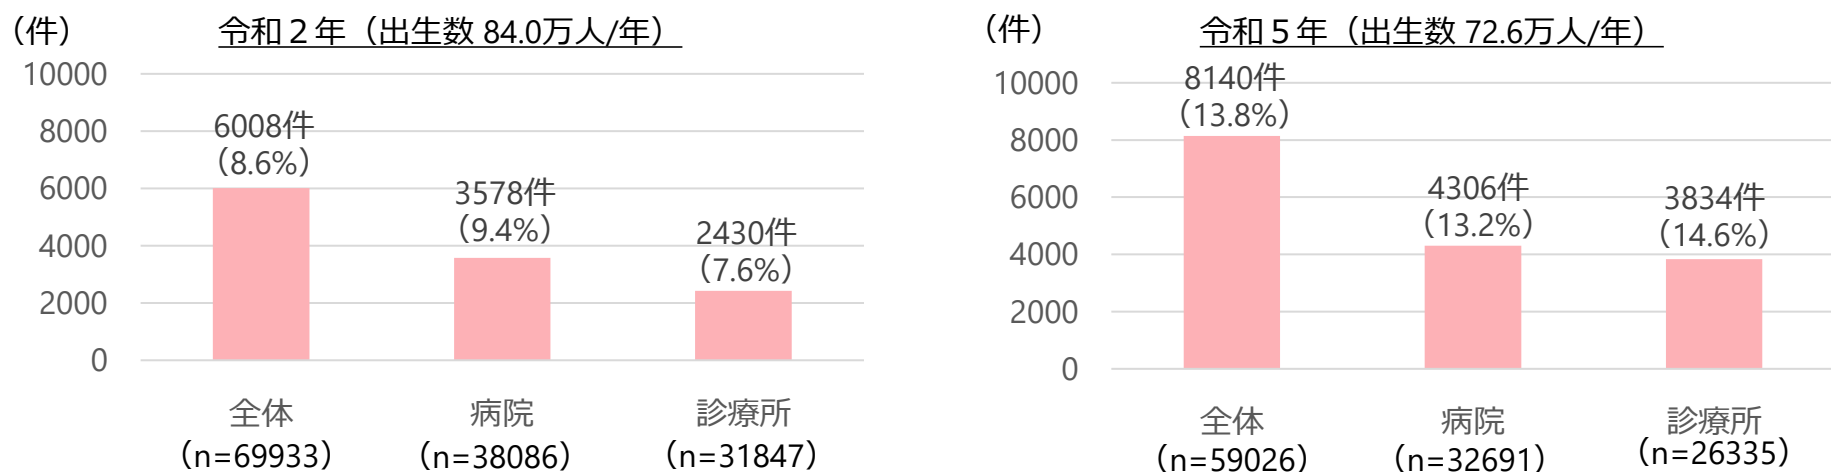 （件）
令和２年（出生数 84.0万人/年）
10000
8000
6000
4000
2000
0
6008件
（8.6%）
3578件
（9.4%）
2430件
（7.6%）
全体
（n=69933）
病院
（n=38086）
診療所
（n=31847）
（件）
令和５年（出生数 72.6万人/年）
10000
8000
6000
4000
2000
0
8140件
（13.8%）
4306件
（13.2%）
3834件
（14.6%）
全体
（n=59026）
病院
（n=32691）
診療所
（n=26335）